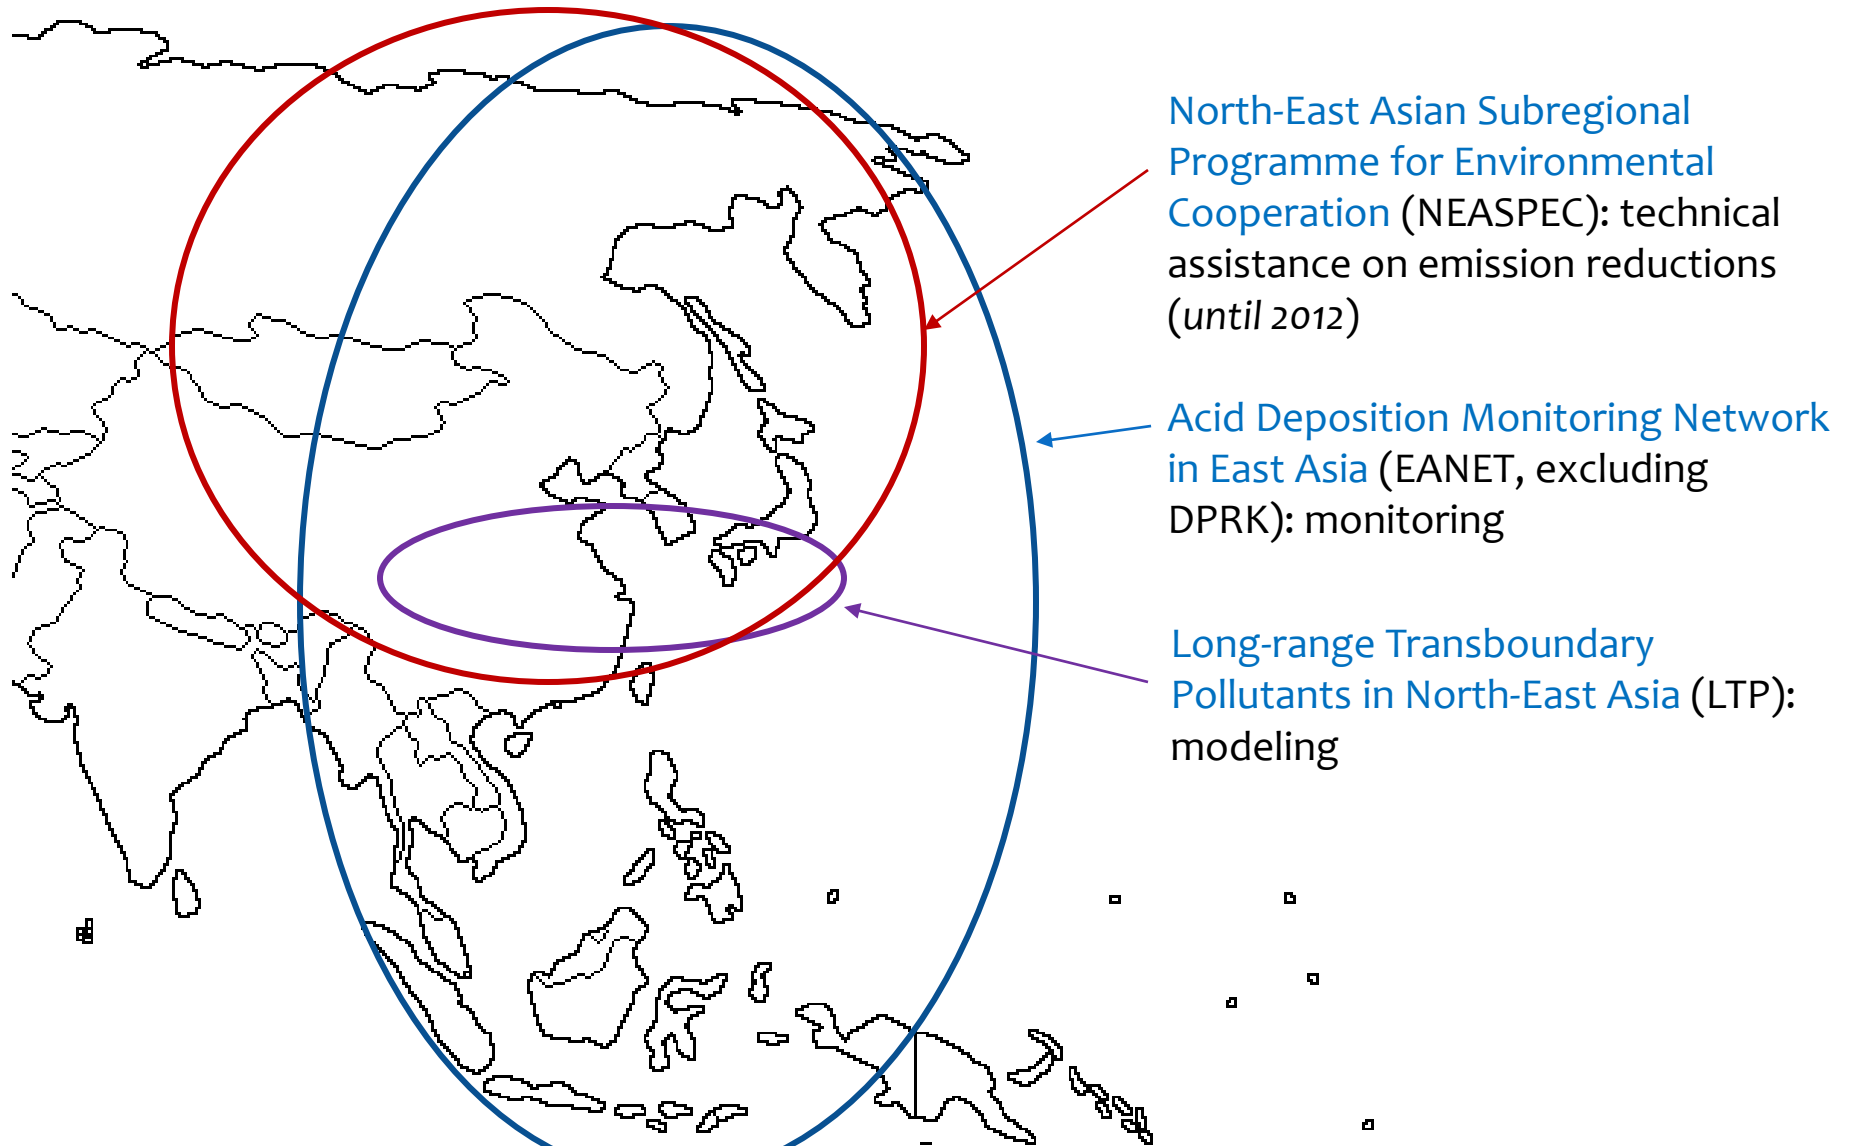 North-East Asian Subregional
Programme for Environmental
Cooperation (NEASPEC): technical
assistance on emission reductions
(until 2012)
Acid Deposition Monitoring Network
in East Asia (EANET, excluding
DPRK): monitoring
Long-range Transboundary
Pollutants in North-East Asia (LTP):
modeling